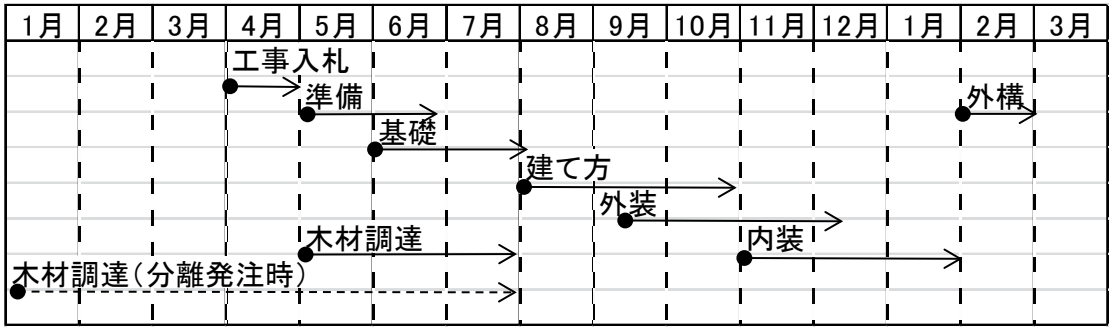 1月 2月 3月 4月 5月 6月 7月 8月 9月 10月 11月 12月 1月 2月 3月
工事入札
準備
外構
基礎
建て方
外装
木材調達
内装
木材調達（分離発注時）